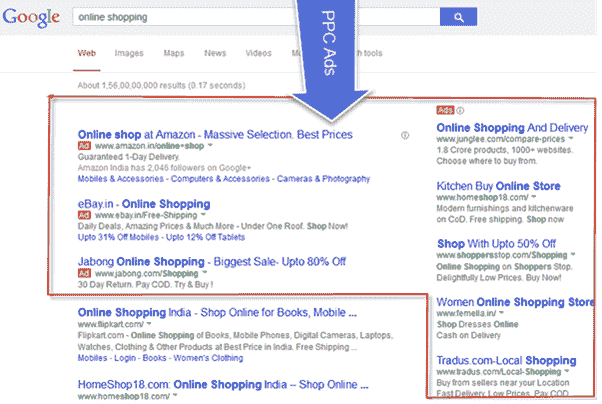 Google
online shopping
PPC Ads
Web Images Maps News Videos tools
About 1,56,00,00,000 results (0.17 seconds)
Online shop at Amazon - Massive Selection. Best Prices
Ad www.amazon.in/online+shop
Guaranteed 1-Day Delivery.
Amazon India has 2,046 followers on Google+
Mobiles & Accessories - Computers & Accessories - Cameras & Photography
eBay.in - Online Shopping
Ad www.ebay.in/Free-Shipping
Daily Deals, Amazing Prices & Much More - Under One Roof. Shop Now!
Upto 31% Off Mobiles - Upto 12% Off Tablets
Jabong Online Shopping - Biggest Sale- Upto 80% Off
Ad www.jabong.com/Shopping
30 Day Return. Pay COD. Try & Buy !
Online Shopping India - Shop Online for Books, Mobile ...
www.flipkart.com/
Flipkart.com - Online Shopping of Books, Mobile Phones, Digital Cameras, Laptops,
Watches, Clothing & Other Products at Best Price in India. Free Shipping ...
Mobiles - Login - Books - Women's Clothing
HomeShop18.com: Online Shopping India – Shop Online ...
www.homeshop18.com/
Ads
Online Shopping And Delivery
www.junglee.com/compare-prices
1.8 Crore products, 1000+ websites.
Choose where to buy from.
Kitchen Buy Online Store
www.homeshop18.com/
Modern furnishings and kitchenware
on CoD. Free shipping. Shop now
Shop With Upto 50% Off
www.shoppersstop.com/Shopping
Online Shopping on Shoppers Stop.
Delightfully Low Prices. Buy Now!
Women Online Shopping Store
www.femella.in/
Shop Dresses Online
Cash on Delivery
Tradus.com-Local Shopping
www.tradus.com/Local-Shopping
Buy from sellers near your Location
Fast Delivery. Low Prices. Pay COD